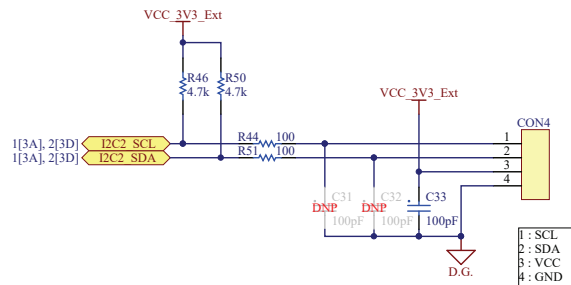 VCC_3V3_Ext
R46
4.7k
R50
4.7k
VCC_3V3_Ext
CON4
1[3A], 2[3D]
I2C2_SCL
R44
100
1
1[3A], 2[3D]
I2C2_SDA
R51
100
2
3
4
C31
DNP
100pF
C32
DNP
100pF
C33
100pF
D.G.
1 : SCL
2 : SDA
3 : VCC
4 : GND